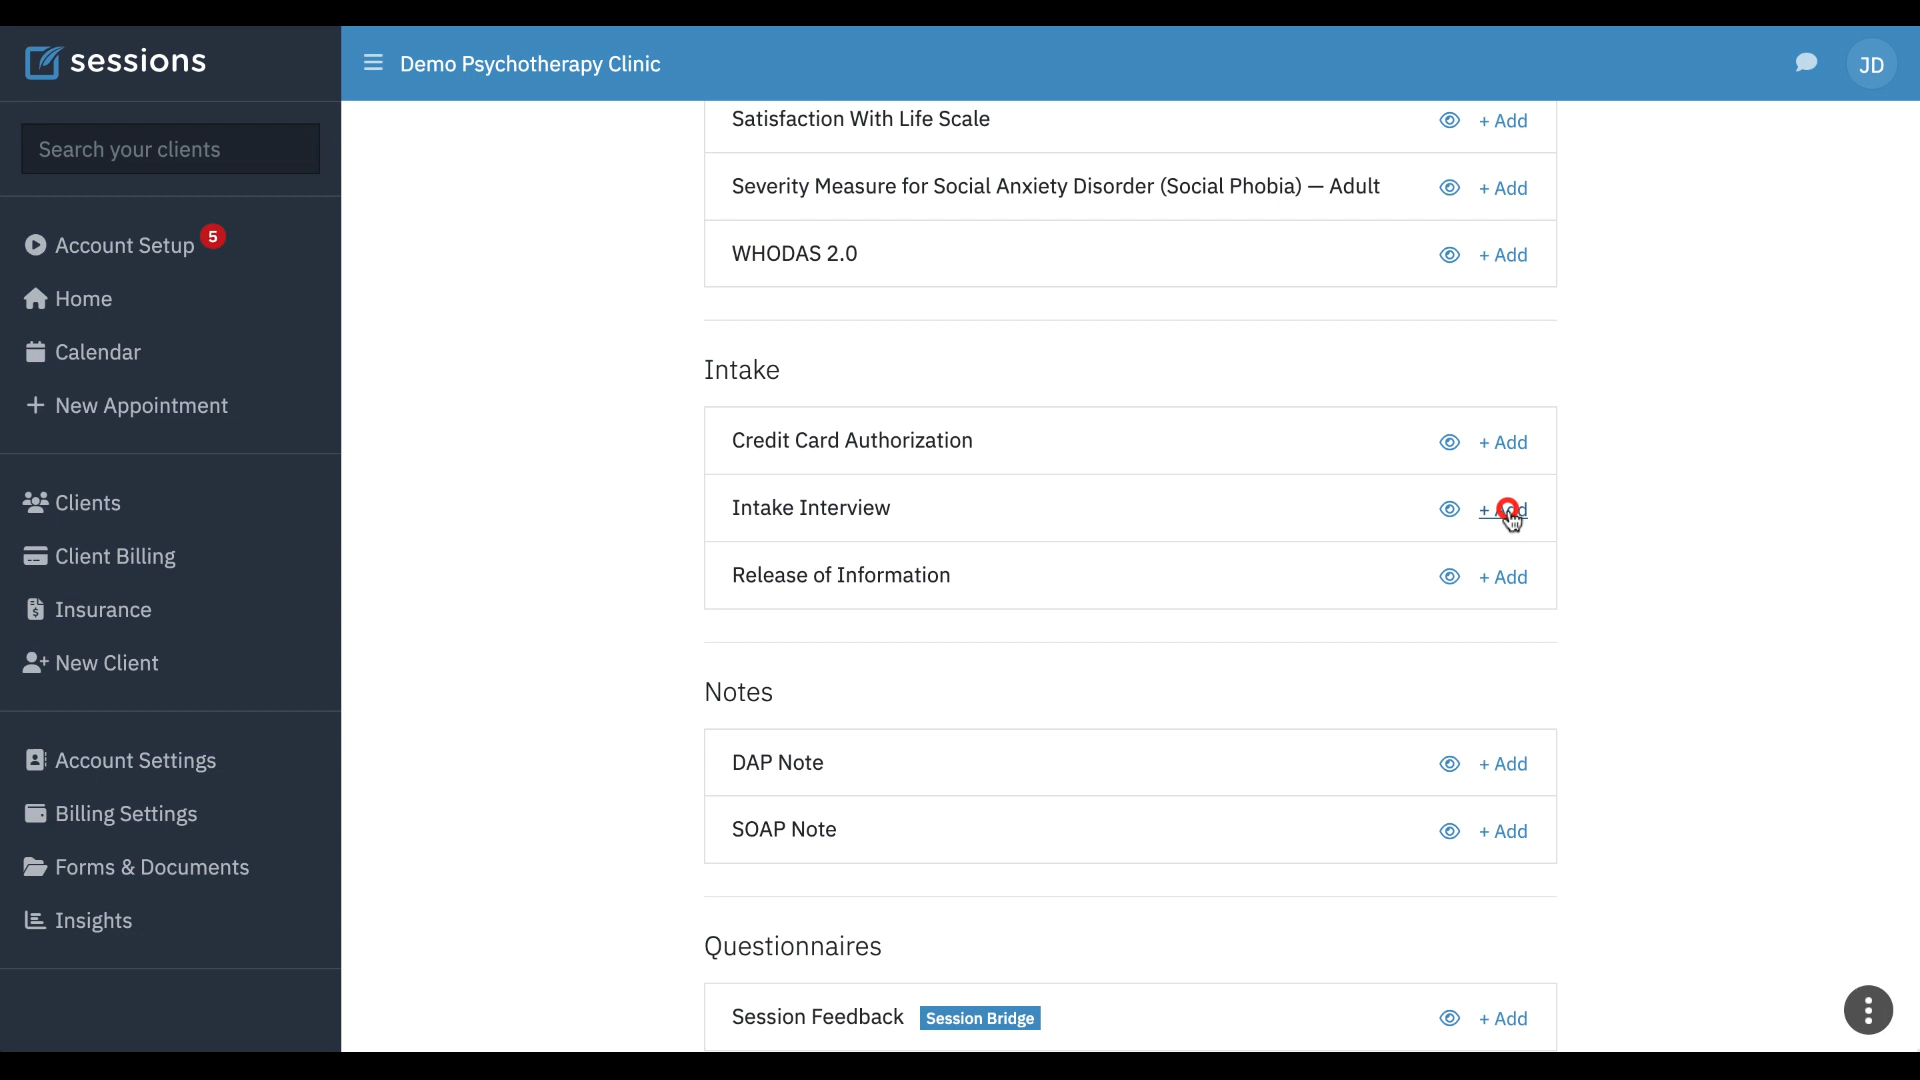 sessions
Demo Psychotherapy Clinic
JD
Search your clients
Account Setup 5
Home
Calendar
+ New Appointment
Clients
Client Billing
Insurance
New Client
Account Settings
Billing Settings
Forms & Documents
Insights
Satisfaction With Life Scale + Add
Severity Measure for Social Anxiety Disorder (Social Phobia) — Adult + Add
WHODAS 2.0 + Add
Intake
Credit Card Authorization + Add
Intake Interview + Add
Release of Information + Add
Notes
DAP Note + Add
SOAP Note + Add
Questionnaires
Session Feedback Session Bridge + Add